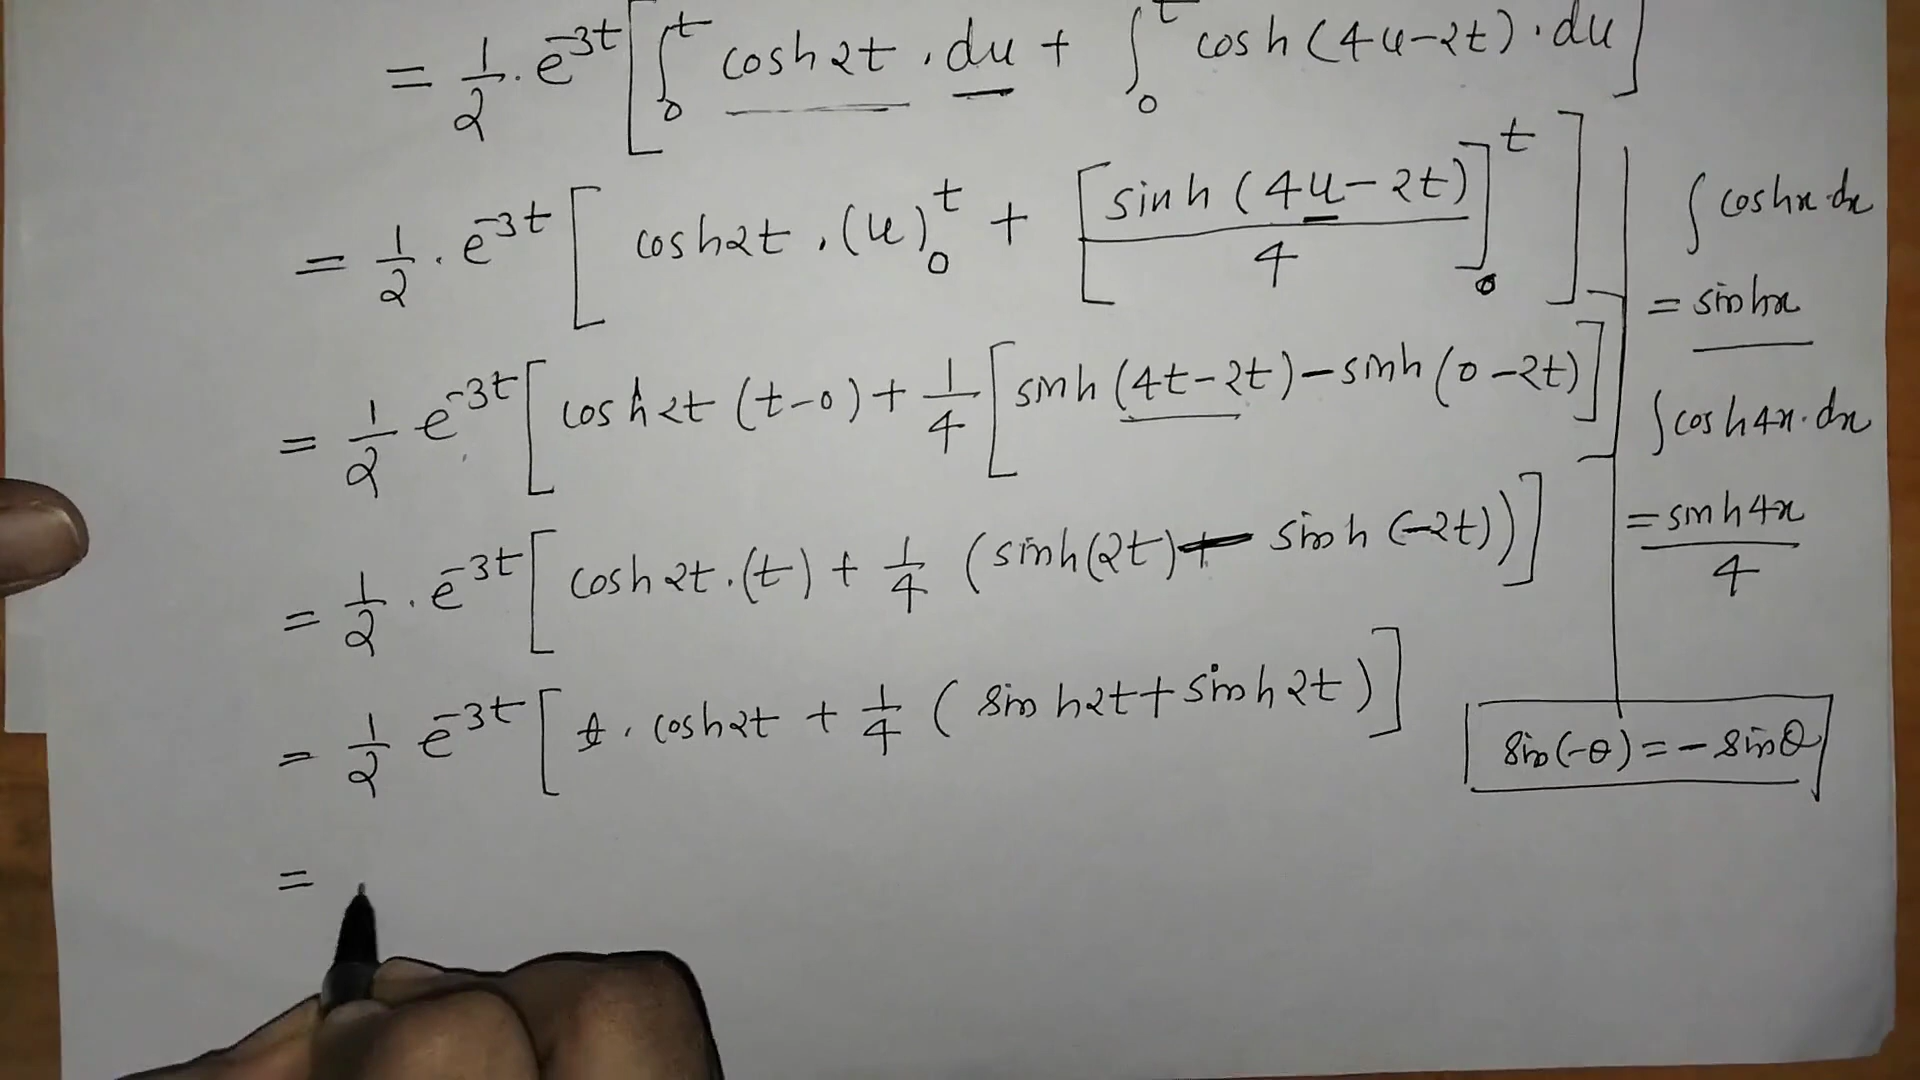 = 1/2 . e^-3t [ ∫_0^t cosh2t . du + ∫_0^t cosh(4u-2t) . du ]
= 1/2 . e^-3t [ cosh2t . (u)_0^t + [ sinh(4u-2t)/4 ]_0^t ]
= 1/2 e^-3t [ cosh2t (t-0) + 1/4 [ sinh(4t-2t) - sinh(0-2t) ] ]
= 1/2 . e^-3t [ cosh2t . (t) + 1/4 (sinh(2t) - sinh(-2t)) ]
= 1/2 e^-3t [ t . cosh2t + 1/4 ( sinh2t + sinh2t ) ]
=
∫ coshx . dx
= sinhx
∫ cosh4x . dx
= sinh4x/4
sin(-θ) = - sinθ